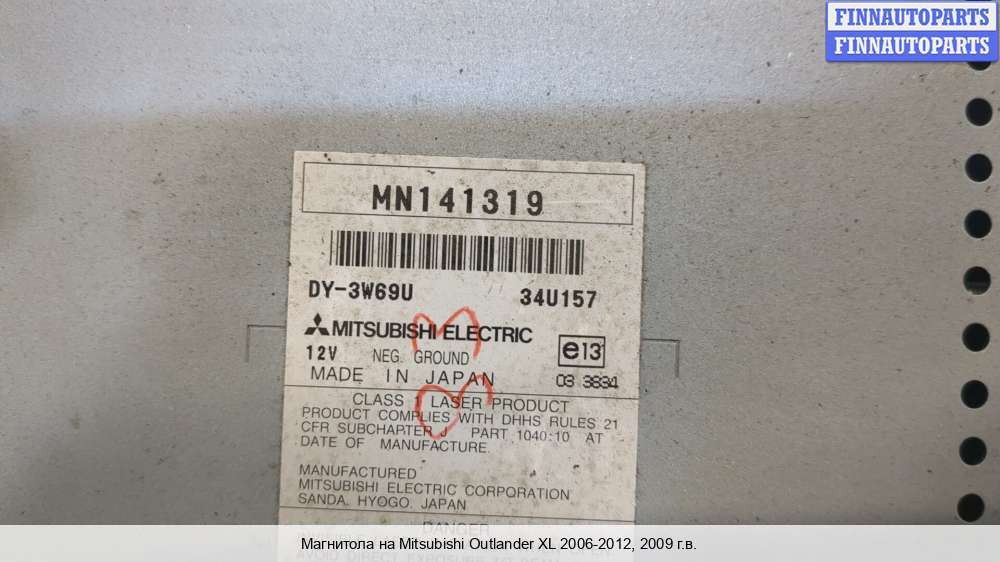 FINNAUTOPARTS
FINNAUTOPARTS
MN141319
DY-3W69U 34U157
MITSUBISHI ELECTRIC
12V NEG. GROUND e13
MADE IN JAPAN 03 3834
CLASS 1 LASER PRODUCT
PRODUCT COMPLIES WITH DHHS RULES 21
CFR SUBCHAPTER J PART 1040:10 AT
DATE OF MANUFACTURE.
MANUFACTURED
MITSUBISHI ELECTRIC CORPORATION
SANDA, HYOGO, JAPAN
DANGER
Магнитола на Mitsubishi Outlander XL 2006-2012, 2009 г.в.